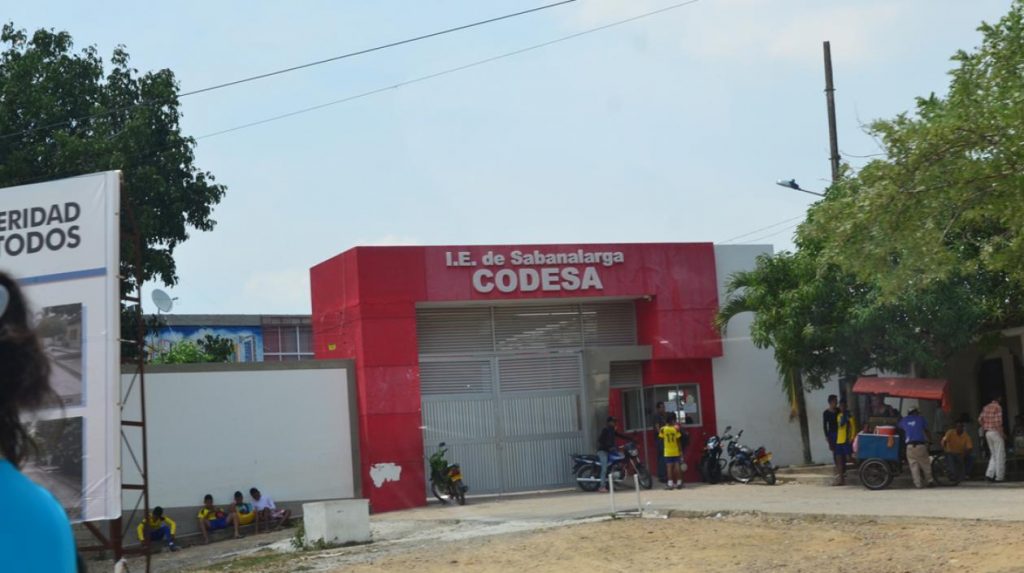 ERIDAD
TODOS
I.E. de Sabanalarga
CODESA